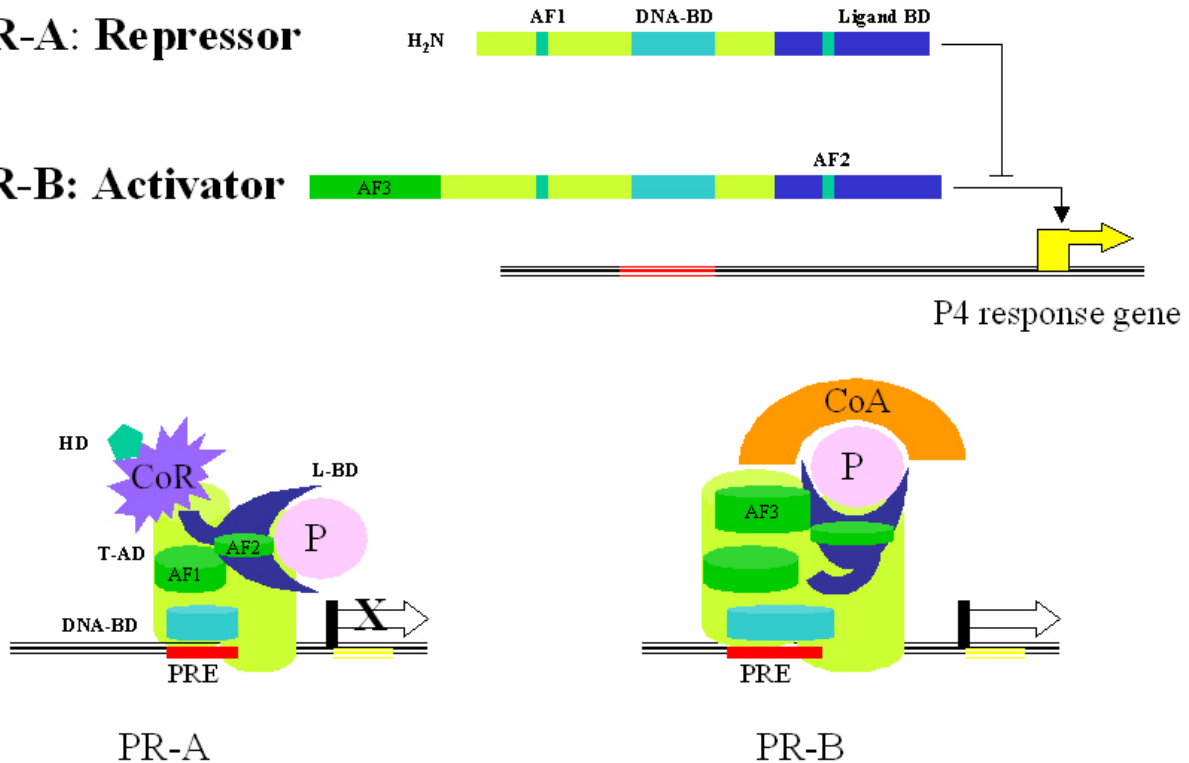 R-A: Repressor
H2N
AF1
DNA-BD
Ligand BD
R-B: Activator
AF3
AF2
P4 response gene
HD
CoR
L-BD
P
T-AD
AF2
AF1
DNA-BD
X
PRE
PR-A
CoA
P
AF3
PRE
PR-B